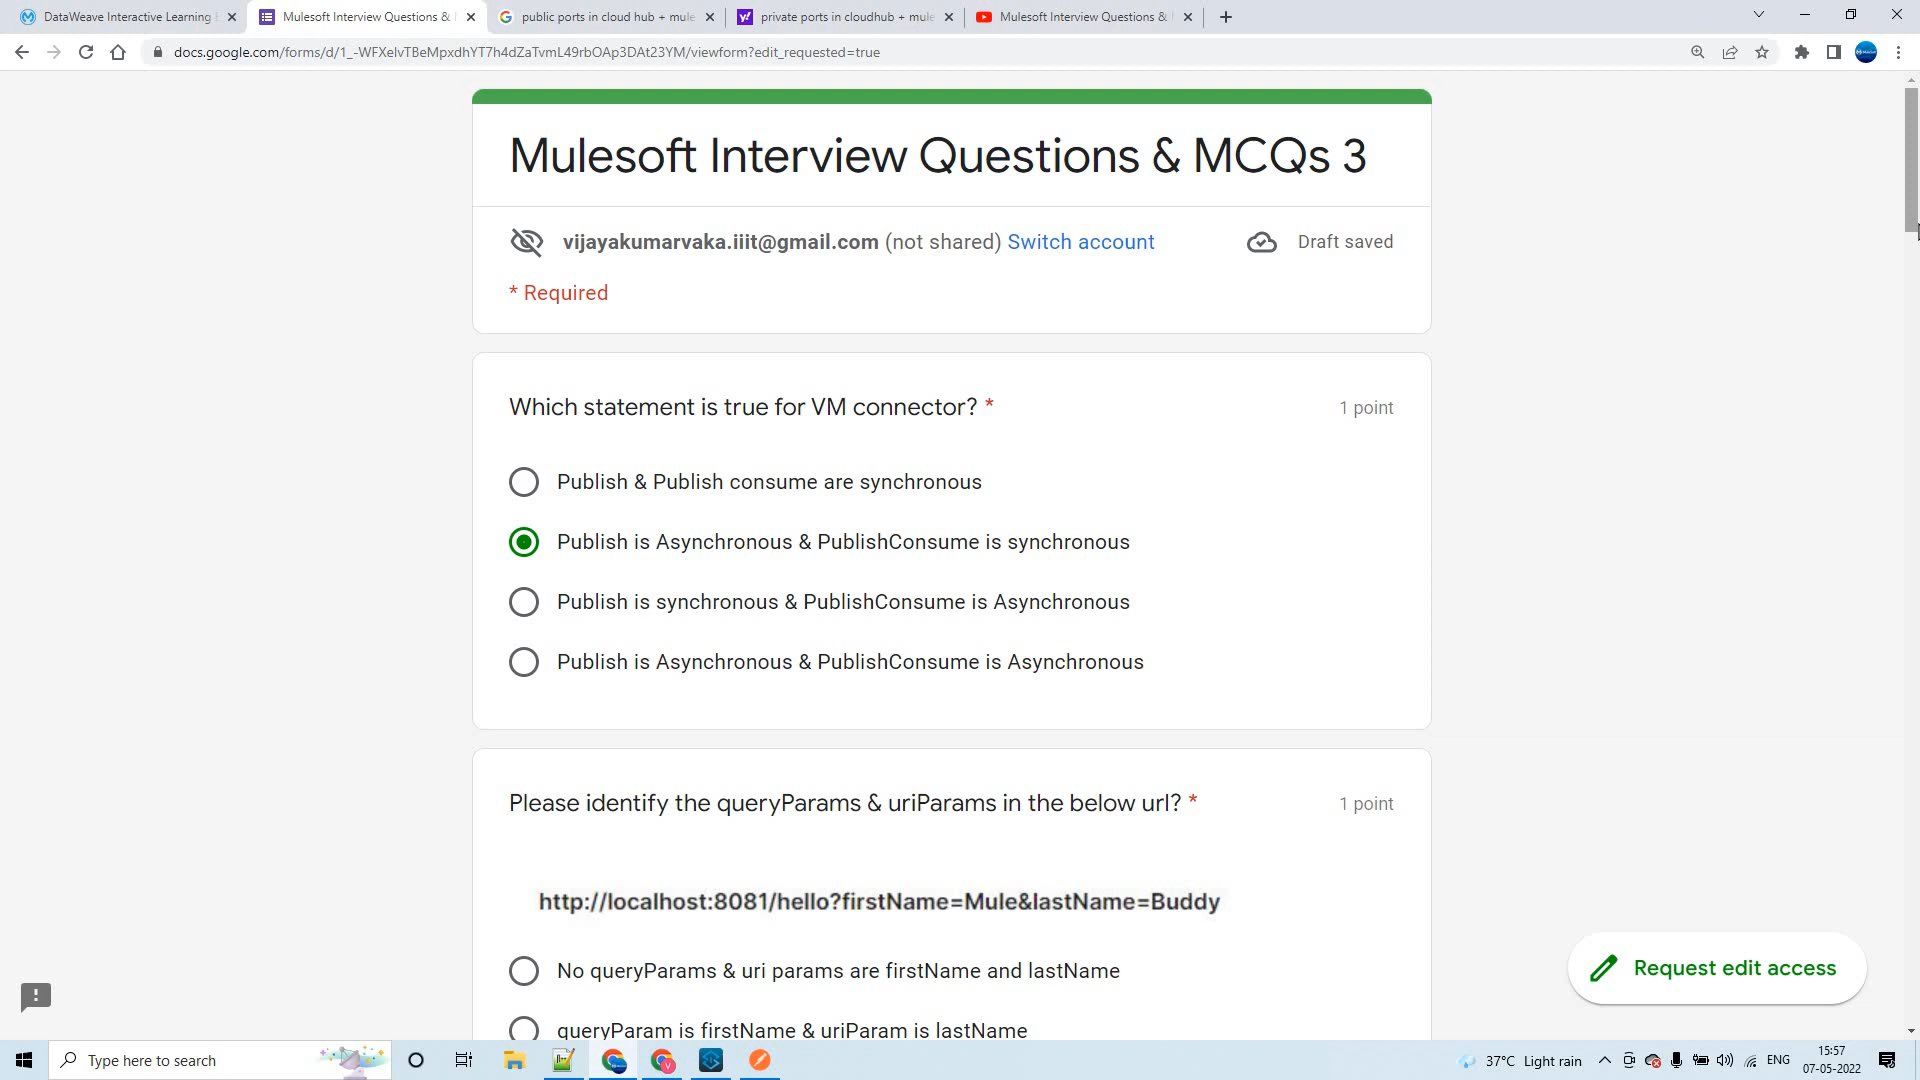 DataWeave Interactive Learning
Mulesoft Interview Questions &
public ports in cloud hub + mule
private ports in cloudhub + mule
Mulesoft Interview Questions &
docs.google.com/forms/d/1_-WFXelvTBeMpxdhYT7h4dZaTvmL49rbOAp3DAt23YM/viewform?edit_requested=true
Mulesoft Interview Questions & MCQs 3
vijayakumarvaka.iiit@gmail.com (not shared) Switch account
Draft saved
* Required
Which statement is true for VM connector? *
1 point
Publish & Publish consume are synchronous
Publish is Asynchronous & PublishConsume is synchronous
Publish is synchronous & PublishConsume is Asynchronous
Publish is Asynchronous & PublishConsume is Asynchronous
Please identify the queryParams & uriParams in the below url? *
1 point
http://localhost:8081/hello?firstName=Mule&lastName=Buddy
No queryParams & uri params are firstName and lastName
queryParam is firstName & uriParam is lastName
Request edit access
Type here to search
37°C Light rain
ENG
15:57
07-05-2022